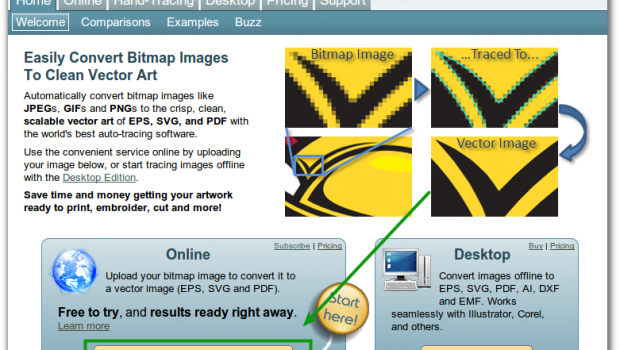 Home Online Hand-Tracing Desktop Pricing Support
Welcome Comparisons Examples Buzz
Easily Convert Bitmap Images
To Clean Vector Art
Automatically convert bitmap images like
JPEGs, GIFs and PNGs to the crisp, clean,
scalable vector art of EPS, SVG, and PDF with
the world's best auto-tracing software.
Use the convenient service online by uploading
your image below, or start tracing images offline
with the Desktop Edition.
Save time and money getting your artwork
ready to print, embroider, cut and more!
Bitmap Image
...Traced To...
Vector Image
Subscribe | Pricing
Online
Upload your bitmap image to convert it to
a vector image (EPS, SVG and PDF).
Free to try, and results ready right away.
Learn more
Start
here!
Buy | Pricing
Desktop
Convert images offline to
EPS, SVG, PDF, AI, DXF
and EMF. Works
seamlessly with Illustrator, Corel,
and others.